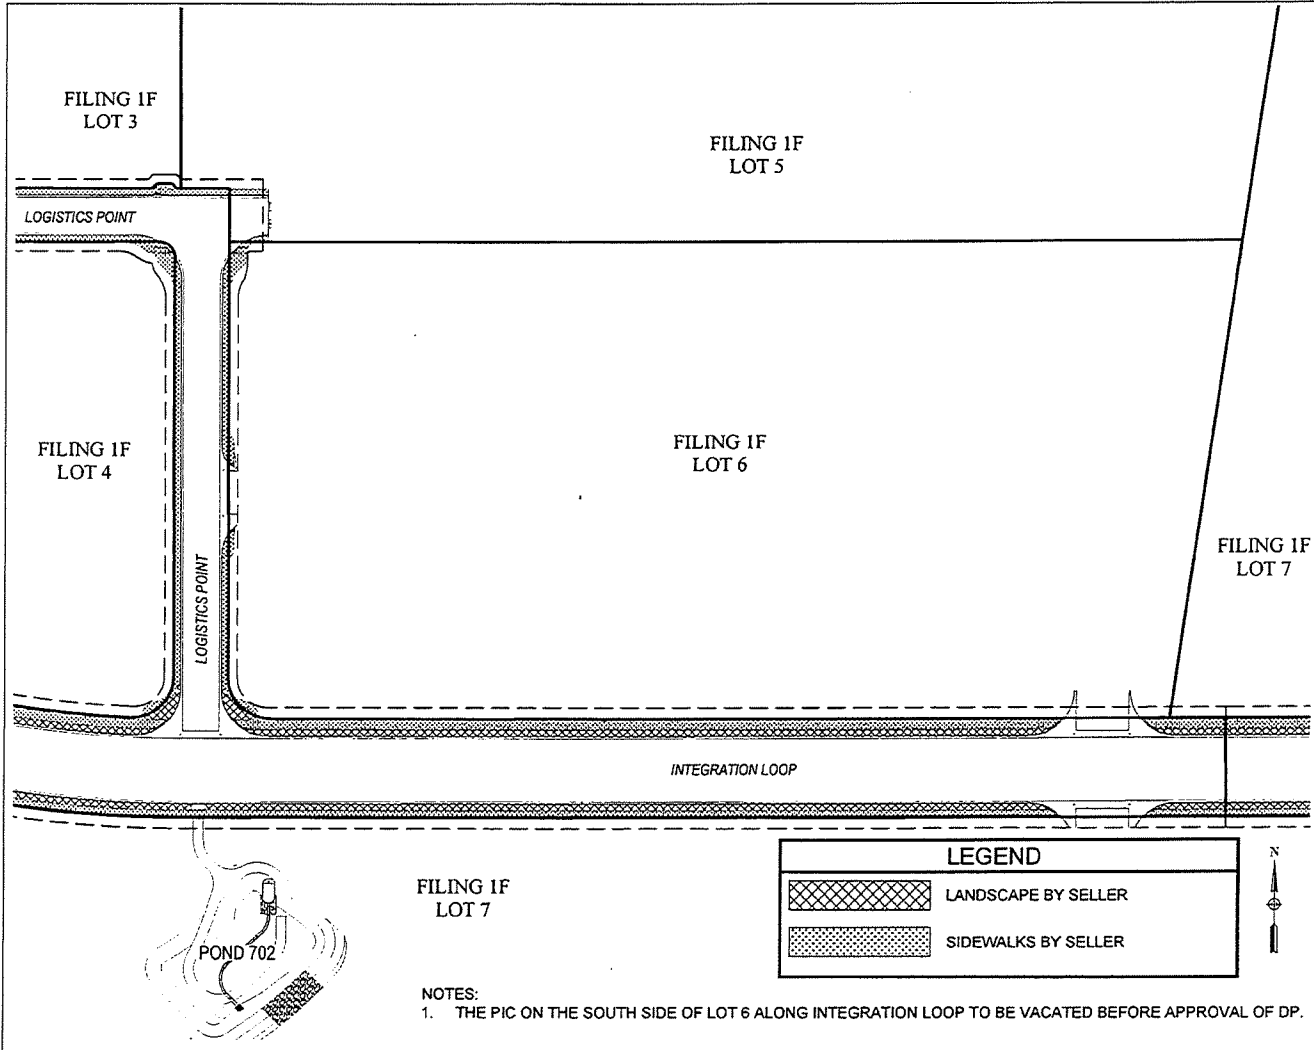 FILING 1F
LOT 3
FILING 1F
LOT 5
LOGISTICS POINT
FILING 1F
LOT 4
FILING 1F
LOT 6
LOGISTICS POINT
FILING 1F
LOT 7
INTEGRATION LOOP
FILING 1F
LOT 7
POND 702
LEGEND
LANDSCAPE BY SELLER
SIDEWALKS BY SELLER
N
NOTES:
1. THE PIC ON THE SOUTH SIDE OF LOT 6 ALONG INTEGRATION LOOP TO BE VACATED BEFORE APPROVAL OF DP.